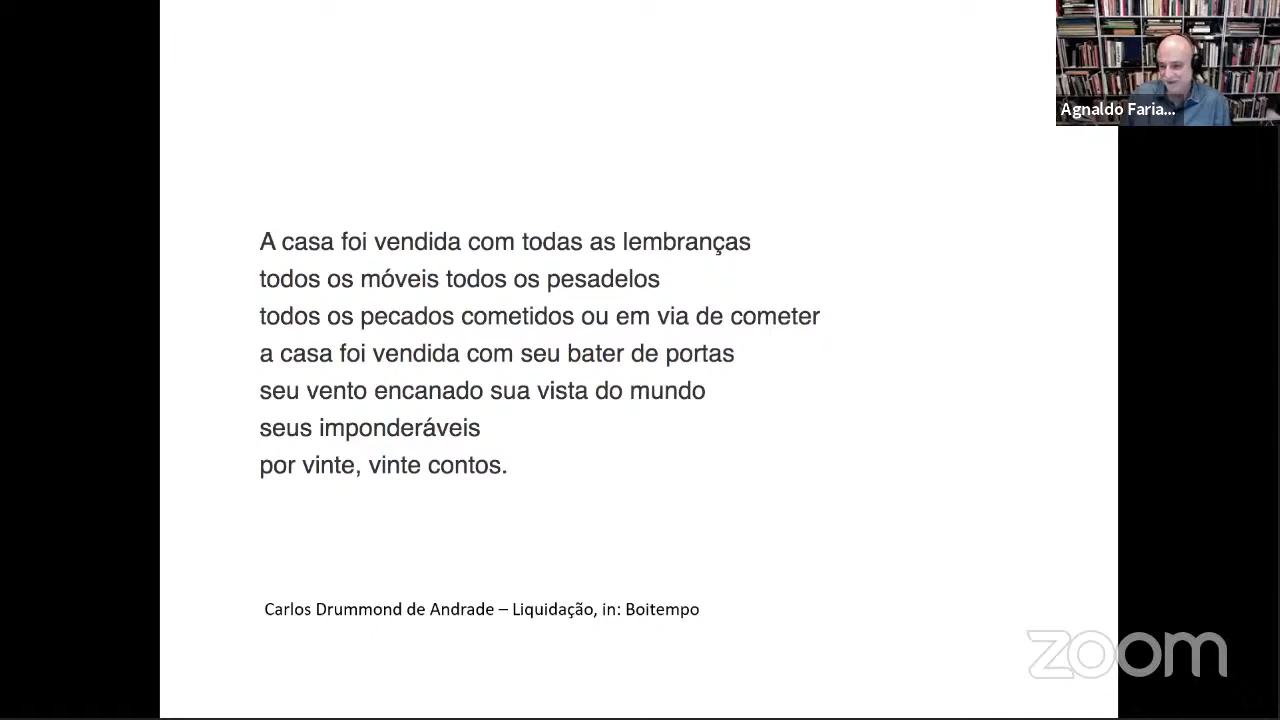 Agnaldo Faria...
A casa foi vendida com todas as lembranças
todos os móveis todos os pesadelos
todos os pecados cometidos ou em via de cometer
a casa foi vendida com seu bater de portas
seu vento encanado sua vista do mundo
seus imponderáveis
por vinte, vinte contos.
Carlos Drummond de Andrade – Liquidação, in: Boitempo
zoom